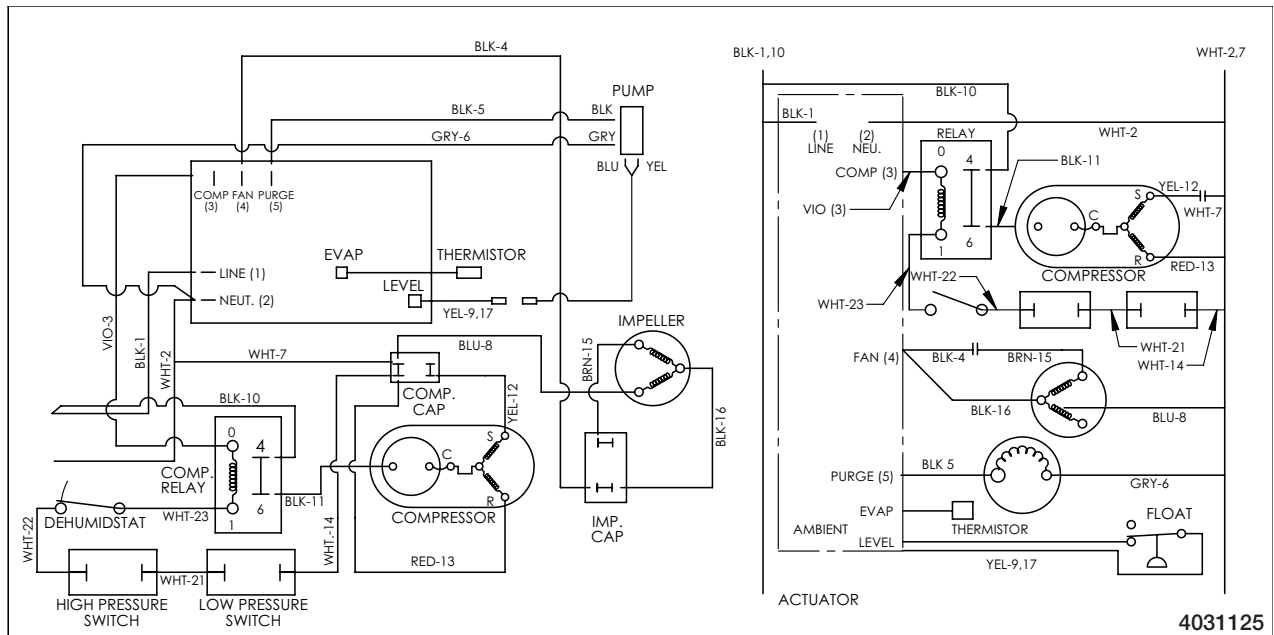 BLK-4
PUMP
BLK-5
BLK
GRY-6
GRY
BLU
YEL
COMP
(3)
FAN
(4)
PURGE
(5)
EVAP
THERMISTOR
LINE (1)
LEVEL
NEUT. (2)
YEL-9,17
VIO-3
BLK-1
WHT-2
WHT-7
BLU-8
BRN-15
IMPELLER
COMP.
CAP
YEL-12
BLK-10
BLK-16
0
4
S
C
COMP.
RELAY
BLK-11
R
6
1
DEHUMIDSTAT
WHT-23
COMPRESSOR
WHT-22
WHT.-14
IMP.
CAP
WHT-21
RED-13
HIGH PRESSURE
SWITCH
LOW PRESSURE
SWITCH
BLK-1,10
WHT-2,7
BLK-10
BLK-1
(1)
LINE
(2)
NEU.
RELAY
WHT-2
0
4
BLK-11
COMP (3)
YEL-12
S
WHT-7
VIO (3)
C
1
6
R
RED-13
WHT-22
COMPRESSOR
WHT-23
WHT-21
WHT-14
FAN (4)
BLK-4
BRN-15
BLK-16
BLU-8
PURGE (5)
BLK 5
GRY-6
EVAP
THERMISTOR
FLOAT
AMBIENT
LEVEL
YEL-9,17
ACTUATOR
4031125